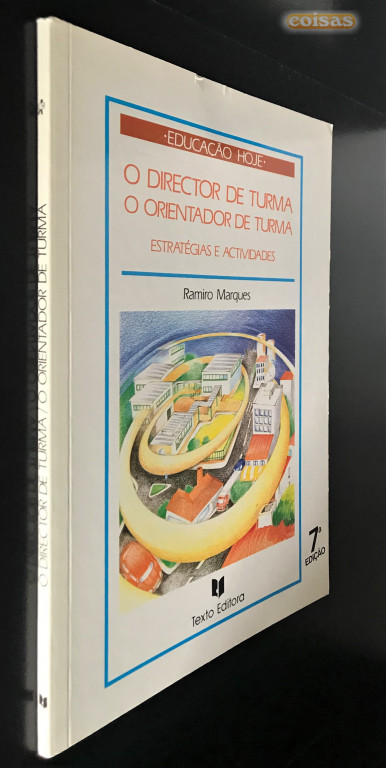 coisas
•EDUCAÇÃO HOJE•
O DIRECTOR DE TURMA
O ORIENTADOR DE TURMA
ESTRATÉGIAS E ACTIVIDADES
Ramiro Marques
7ª
EDIÇÃO
Texto Editora
O DIRECTOR DE TURMA / O ORIENTADOR DE TURMA